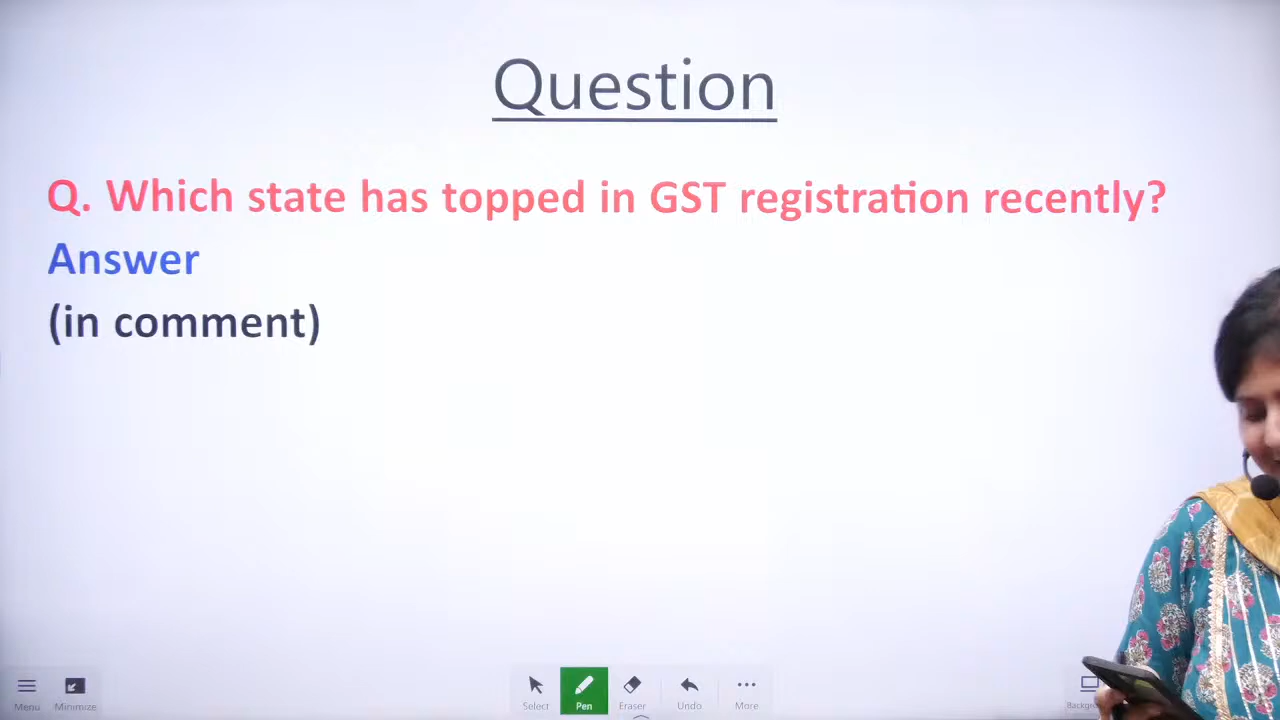 Question
Q. Which state has topped in GST registration recently?
Answer
(in comment)
Menu
Minimize
Select
Pen
Eraser
Undo
More